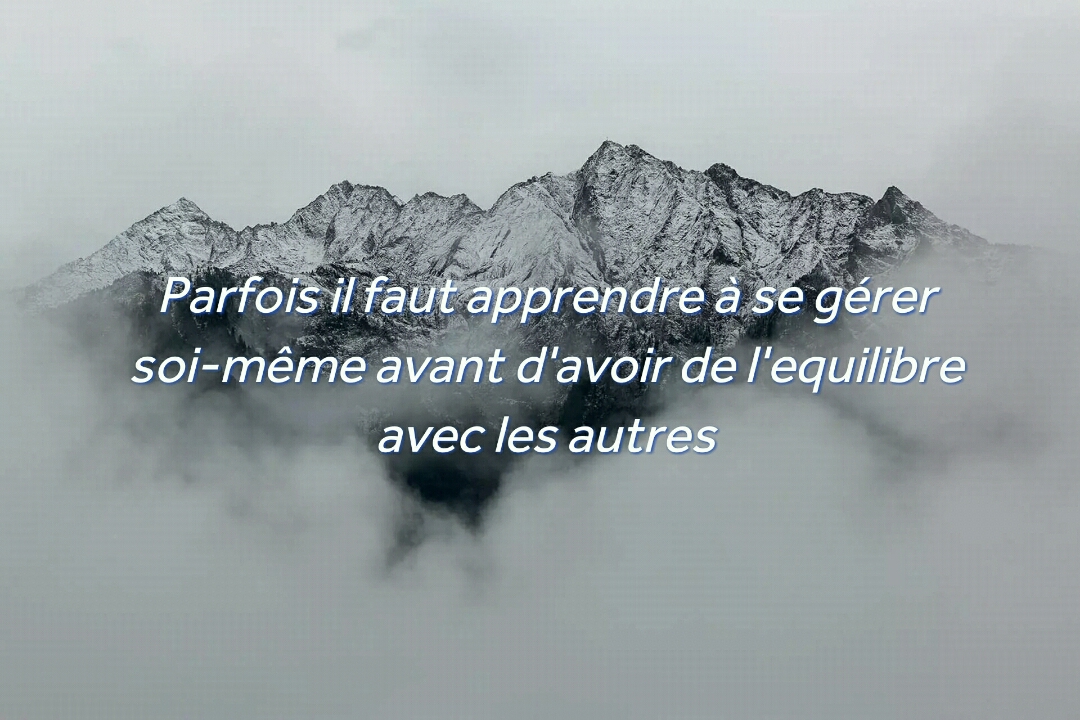 Parfois il faut apprendre à se gérer
soi-même avant d'avoir de l'equilibre
avec les autres